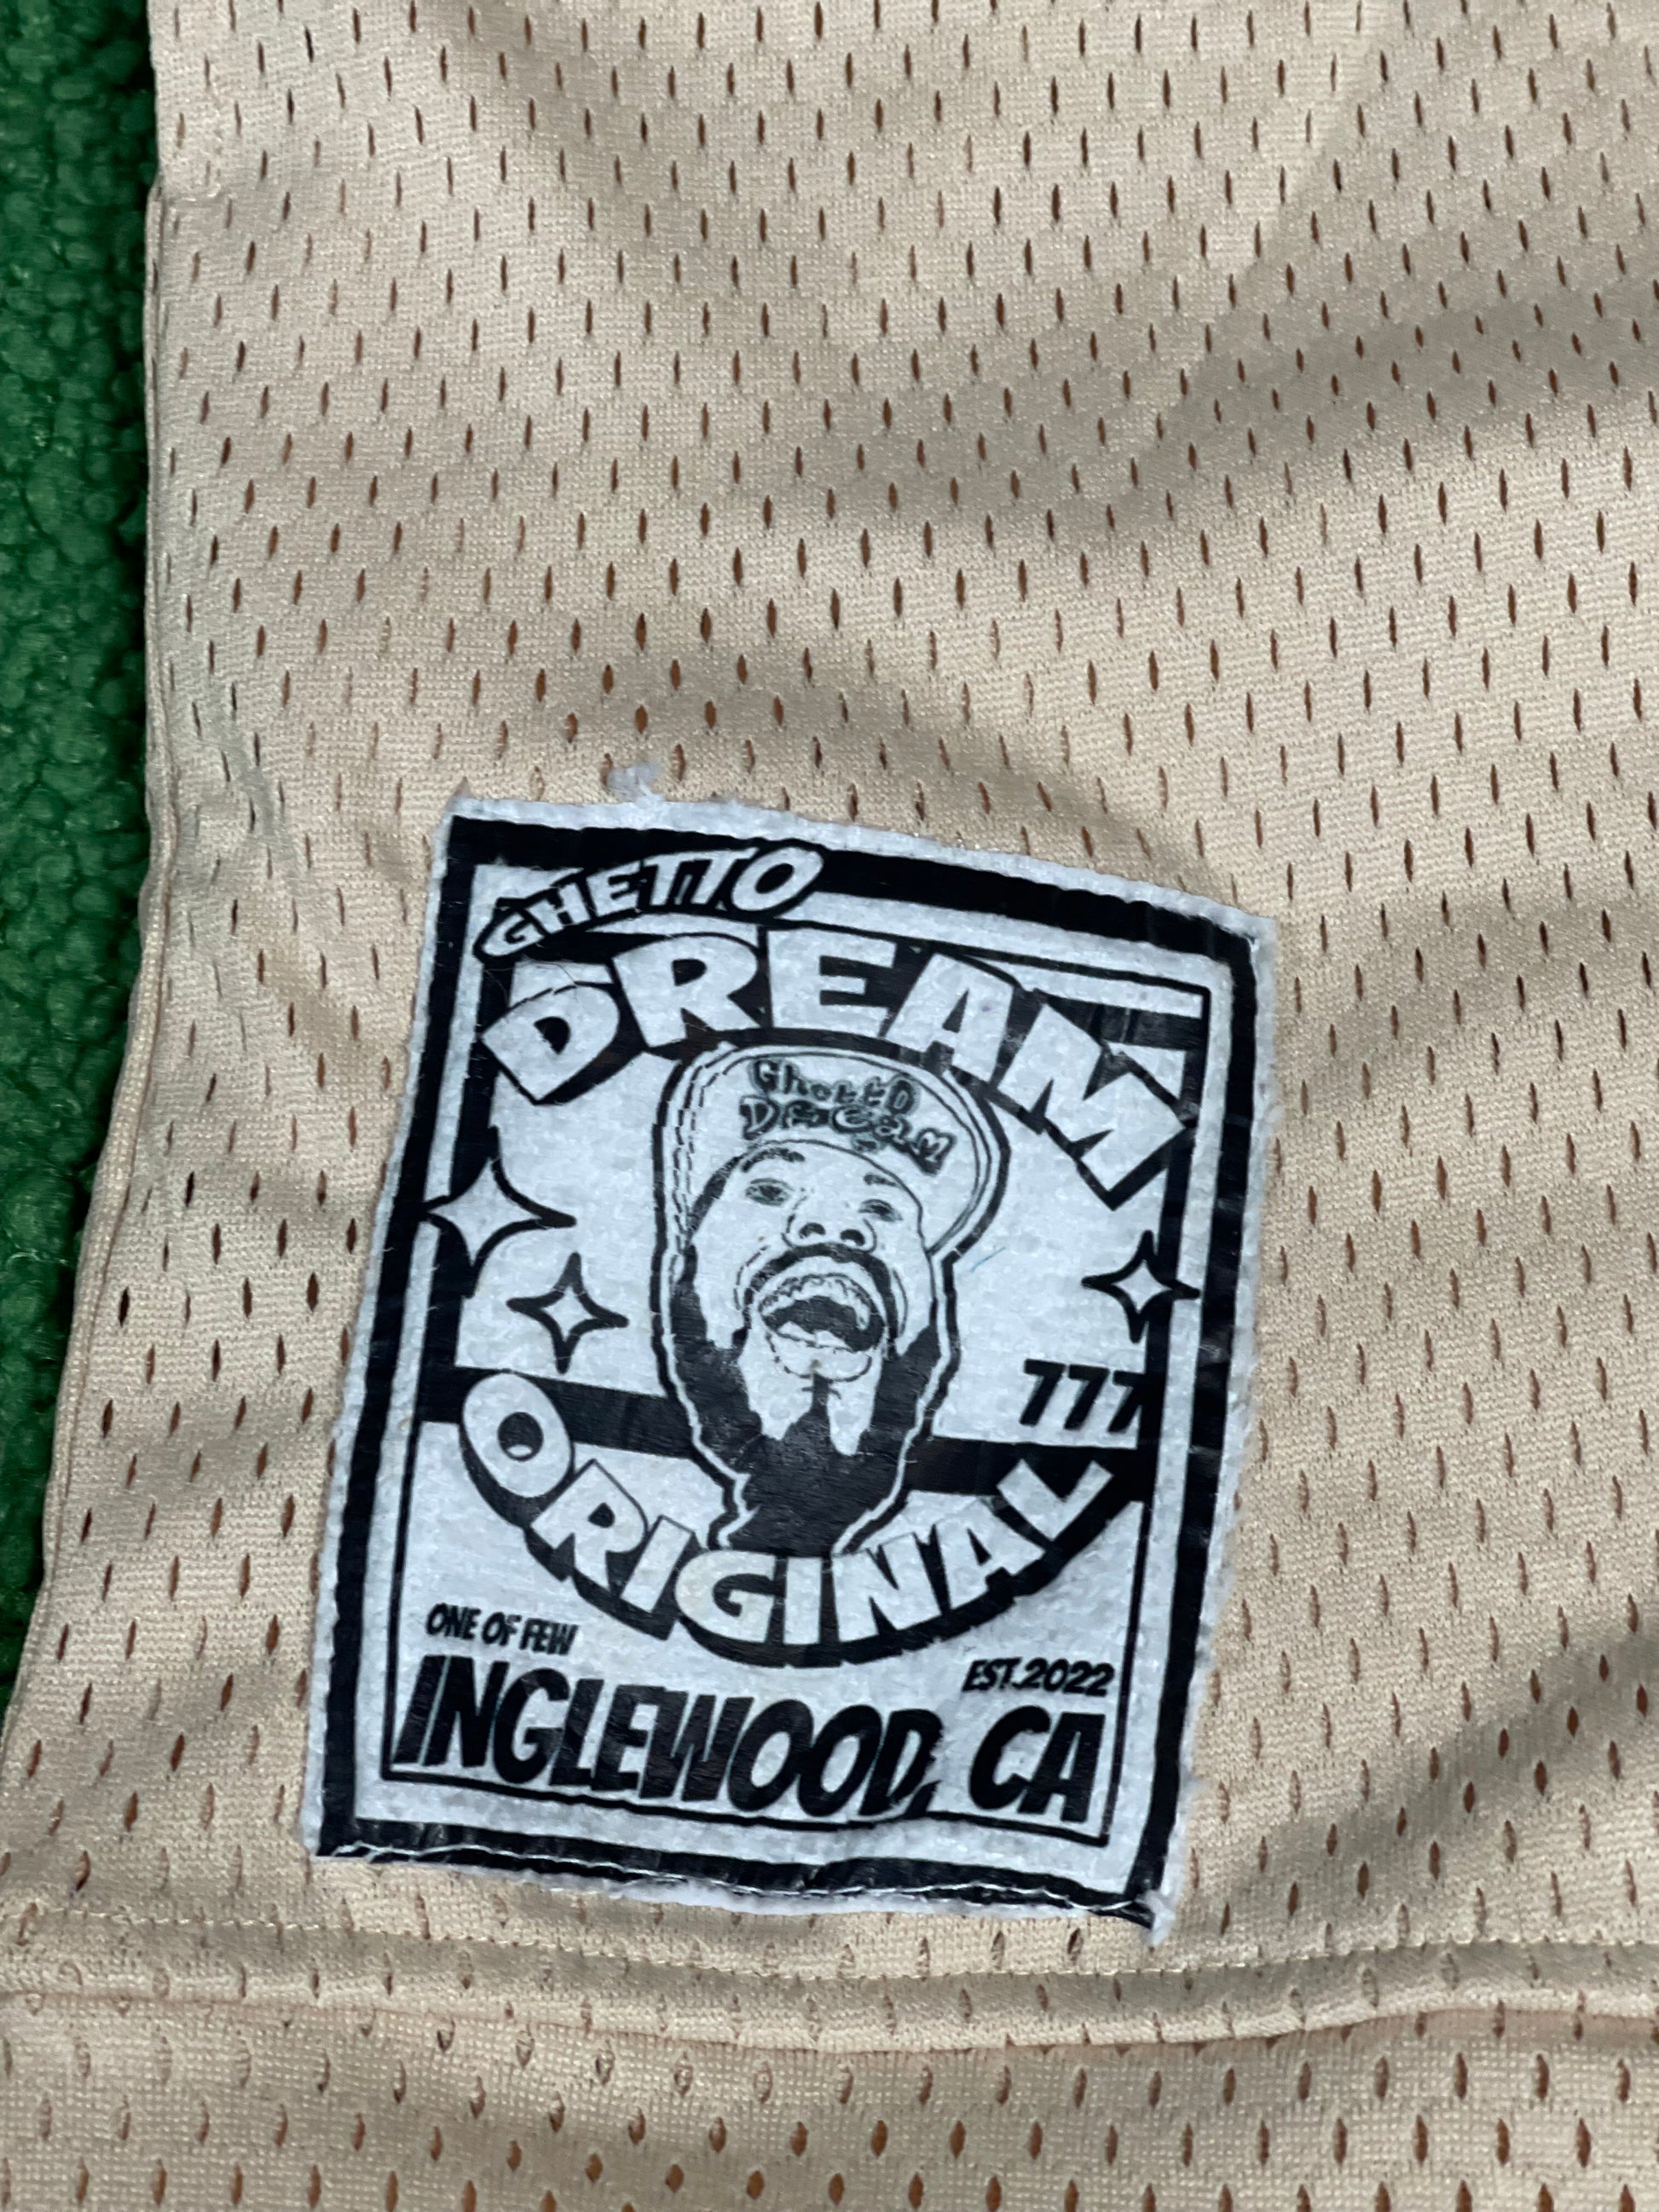 GHETTO
DREAM
Ghetto
Dream
777
ORIGINAL
ONE OF FEW
EST.2022
INGLEWOOD, CA